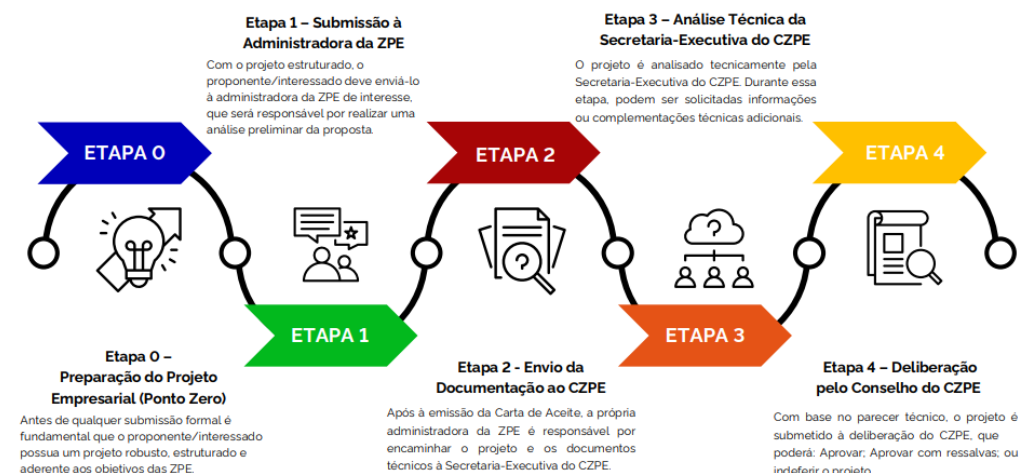 Etapa 1 – Submissão à
Administradora da ZPE
Com o projeto estruturado, o
proponente/interessado deve enviá-lo
à administradora da ZPE de interesse,
que será responsável por realizar uma
análise preliminar da proposta.
Etapa 3 – Análise Técnica da
Secretaria-Executiva do CZPE
O projeto é analisado tecnicamente pela
Secretaria-Executiva do CZPE. Durante essa
etapa, podem ser solicitadas informações
ou complementações técnicas adicionais.
ETAPA 0
ETAPA 2
ETAPA 4
?
?
ETAPA 1
ETAPA 3
Etapa 0 –
Preparação do Projeto
Empresarial (Ponto Zero)
Antes de qualquer submissão formal é
fundamental que o proponente/interessado
possua um projeto robusto, estruturado e
aderente aos objetivos das ZPE.
Etapa 2 - Envio da
Documentação ao CZPE
Após à emissão da Carta de Aceite, a própria
administradora da ZPE é responsável por
encaminhar o projeto e os documentos
técnicos à Secretaria-Executiva do CZPE.
Etapa 4 – Deliberação
pelo Conselho do CZPE
Com base no parecer técnico, o projeto é
submetido à deliberação do CZPE, que
poderá: Aprovar; Aprovar com ressalvas; ou
indeferir o projeto.